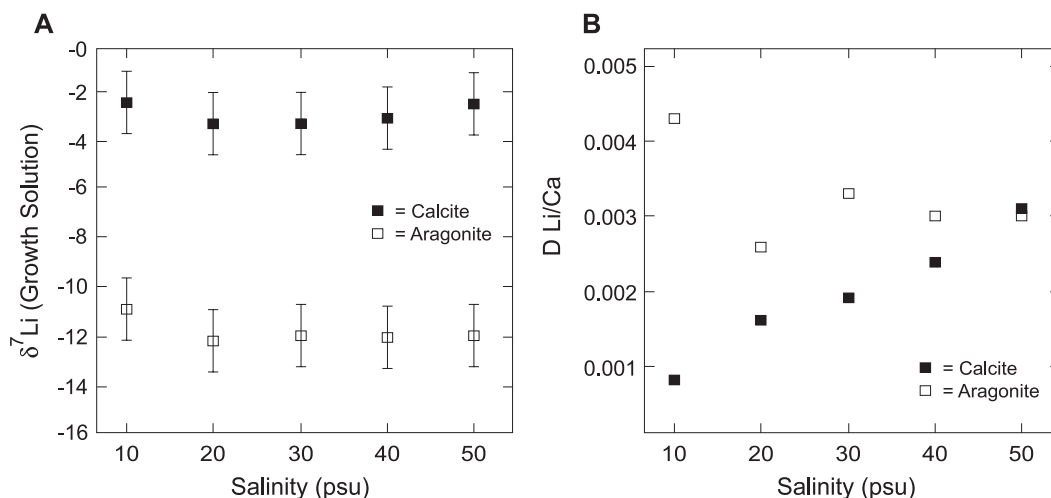 A
-0
-2
-4
-6
-8
-10
-12
-14
-16
δ⁷Li (Growth Solution)
■ = Calcite
□ = Aragonite
10 20 30 40 50
Salinity (psu)
B
0.005
0.004
0.003
0.002
0.001
D Li/Ca
■ = Calcite
□ = Aragonite
10 20 30 40 50
Salinity (psu)